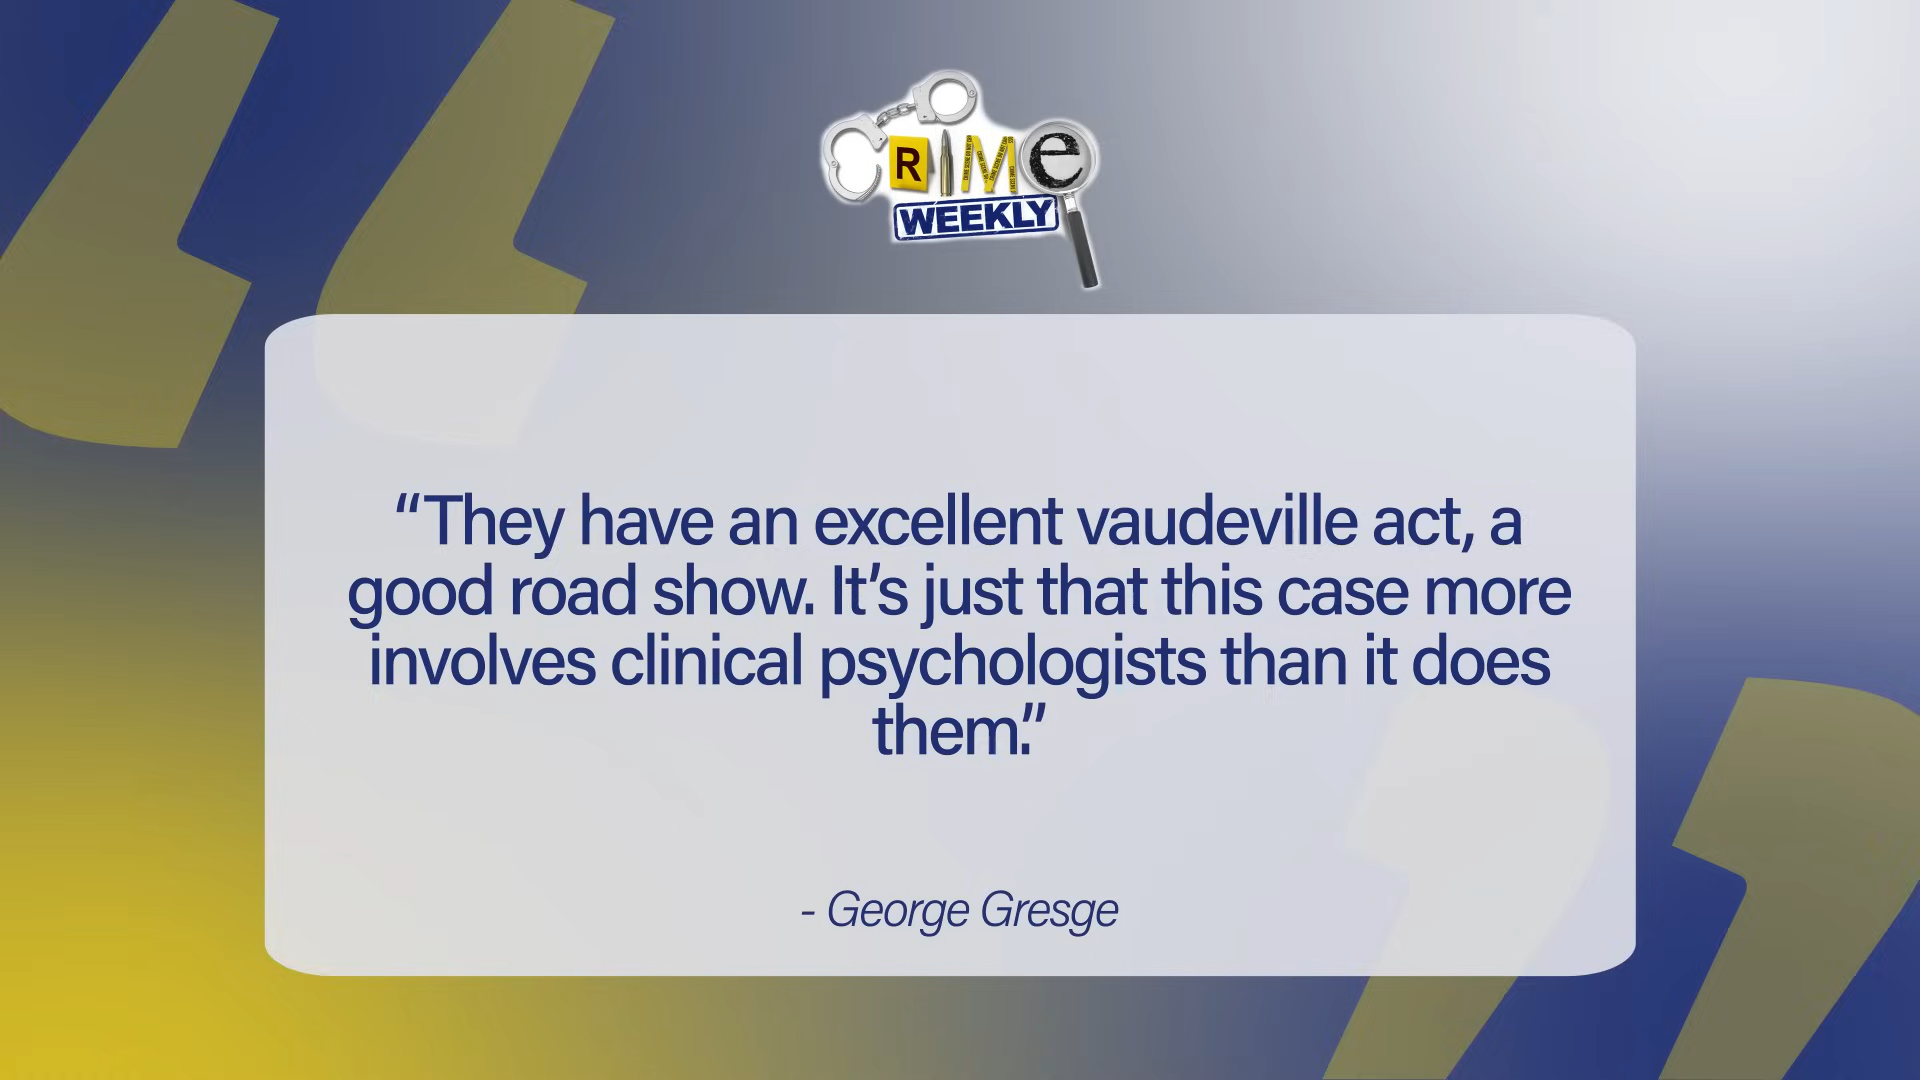 CRIMe
WEEKLY
“They have an excellent vaudeville act, a
good road show. It’s just that this case more
involves clinical psychologists than it does
them.”
- George Gresge